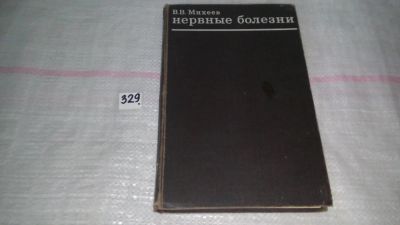 В.В. Михеев
нервные болезни
329